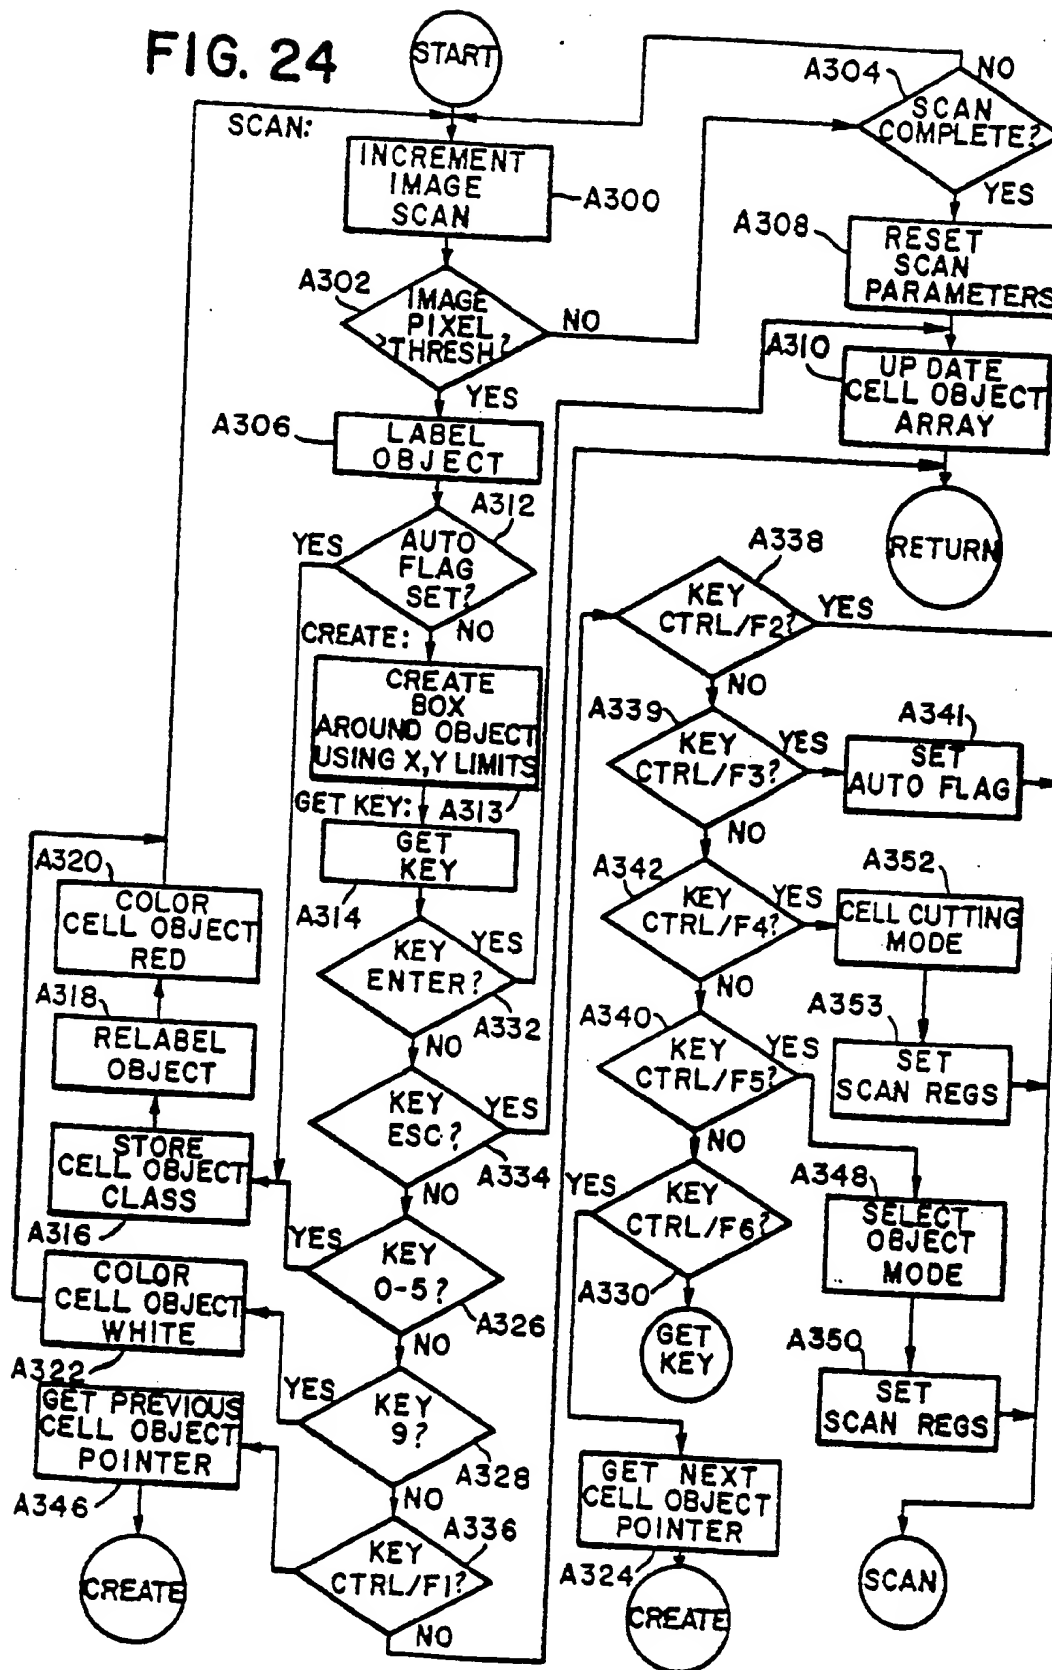 FIG. 24
START
SCAN:
INCREMENT
IMAGE
SCAN
A300
A302
IMAGE
PIXEL
>THRESH?
NO
YES
A304
SCAN
COMPLETE?
NO
YES
A308
RESET
SCAN
PARAMETERS
A310
UPDATE
CELL OBJECT
ARRAY
RETURN
A306
LABEL
OBJECT
A312
AUTO
FLAG
SET?
YES
NO
CREATE:
CREATE
BOX
AROUND OBJECT
USING X,Y LIMITS
A313
GET KEY:
GET
KEY
A314
KEY
ENTER?
YES
A332
NO
KEY
ESC?
YES
A334
NO
KEY
0-5?
YES
A326
NO
KEY
9?
YES
A328
NO
A336
KEY
CTRL/F1?
NO
A320
COLOR
CELL OBJECT
RED
A318
RELABEL
OBJECT
STORE
CELL OBJECT
CLASS
A316
COLOR
CELL OBJECT
WHITE
A322
GET PREVIOUS
CELL OBJECT
POINTER
A346
CREATE
A338
KEY
CTRL/F2?
YES
NO
A339
KEY
CTRL/F3?
YES
NO
A341
SET
AUTO FLAG
A342
KEY
CTRL/F4?
YES
NO
A352
CELL CUTTING
MODE
A353
SET
SCAN REGS
A340
KEY
CTRL/F5?
YES
NO
A348
SELECT
OBJECT
MODE
A350
SET
SCAN REGS
SCAN
YES
KEY
CTRL/F6?
A330
GET
KEY
GET NEXT
CELL OBJECT
POINTER
A324
CREATE